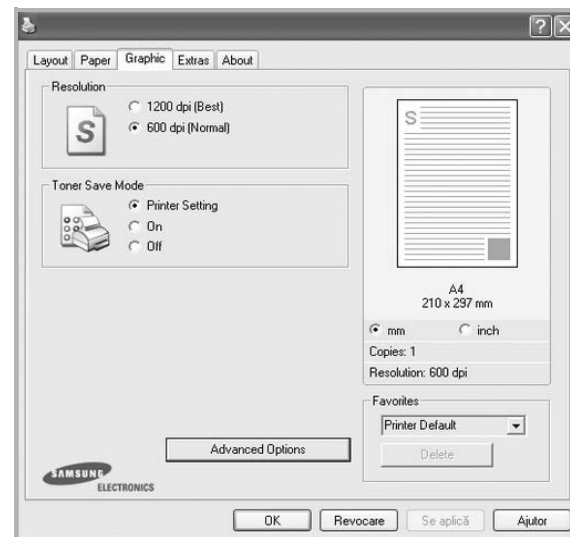 Layout Paper Graphic Extras About
Resolution
1200 dpi (Best)
600 dpi (Normal)
S
Toner Save Mode
Printer Setting
On
Off
S
A4
210 x 297 mm
mm inch
Copies: 1
Resolution: 600 dpi
Favorites
Printer Default
Delete
Advanced Options
SAMSUNG
ELECTRONICS
OK Revocare Se aplică Ajutor